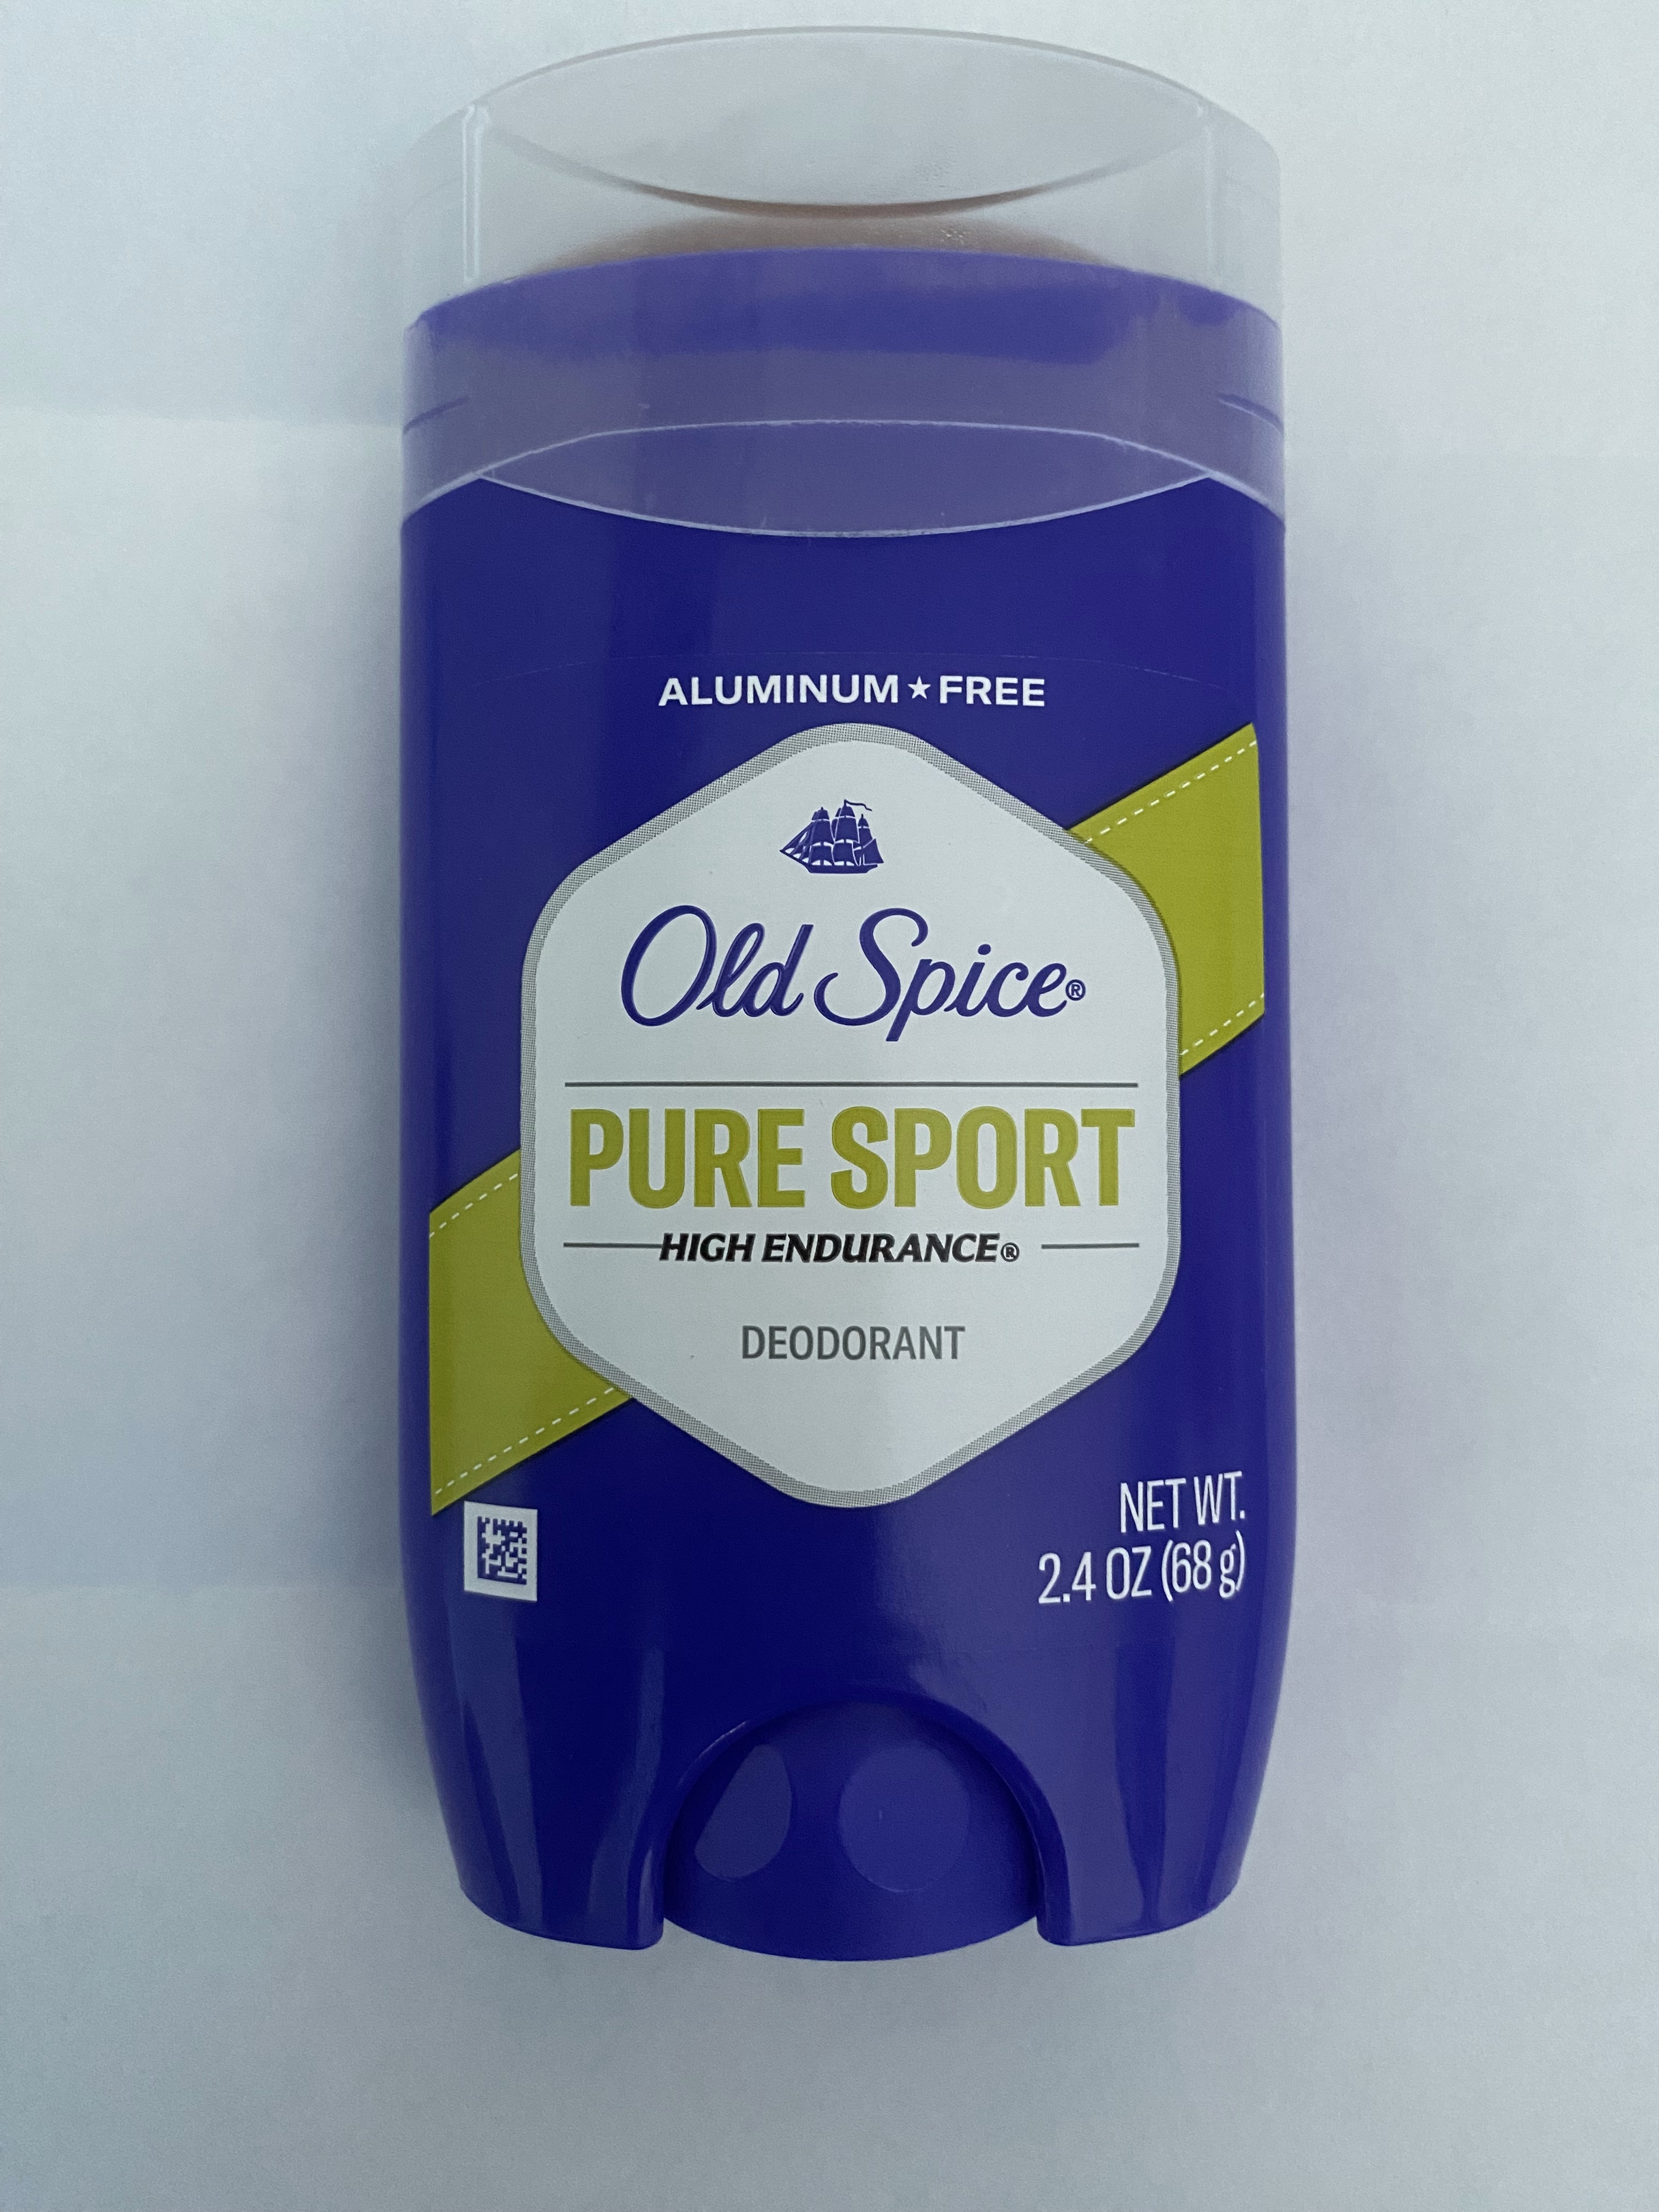 ALUMINUM★FREE
Old Spice®
PURE SPORT
HIGH ENDURANCE®
DEODORANT
NET WT.
2.4 OZ (68 g)